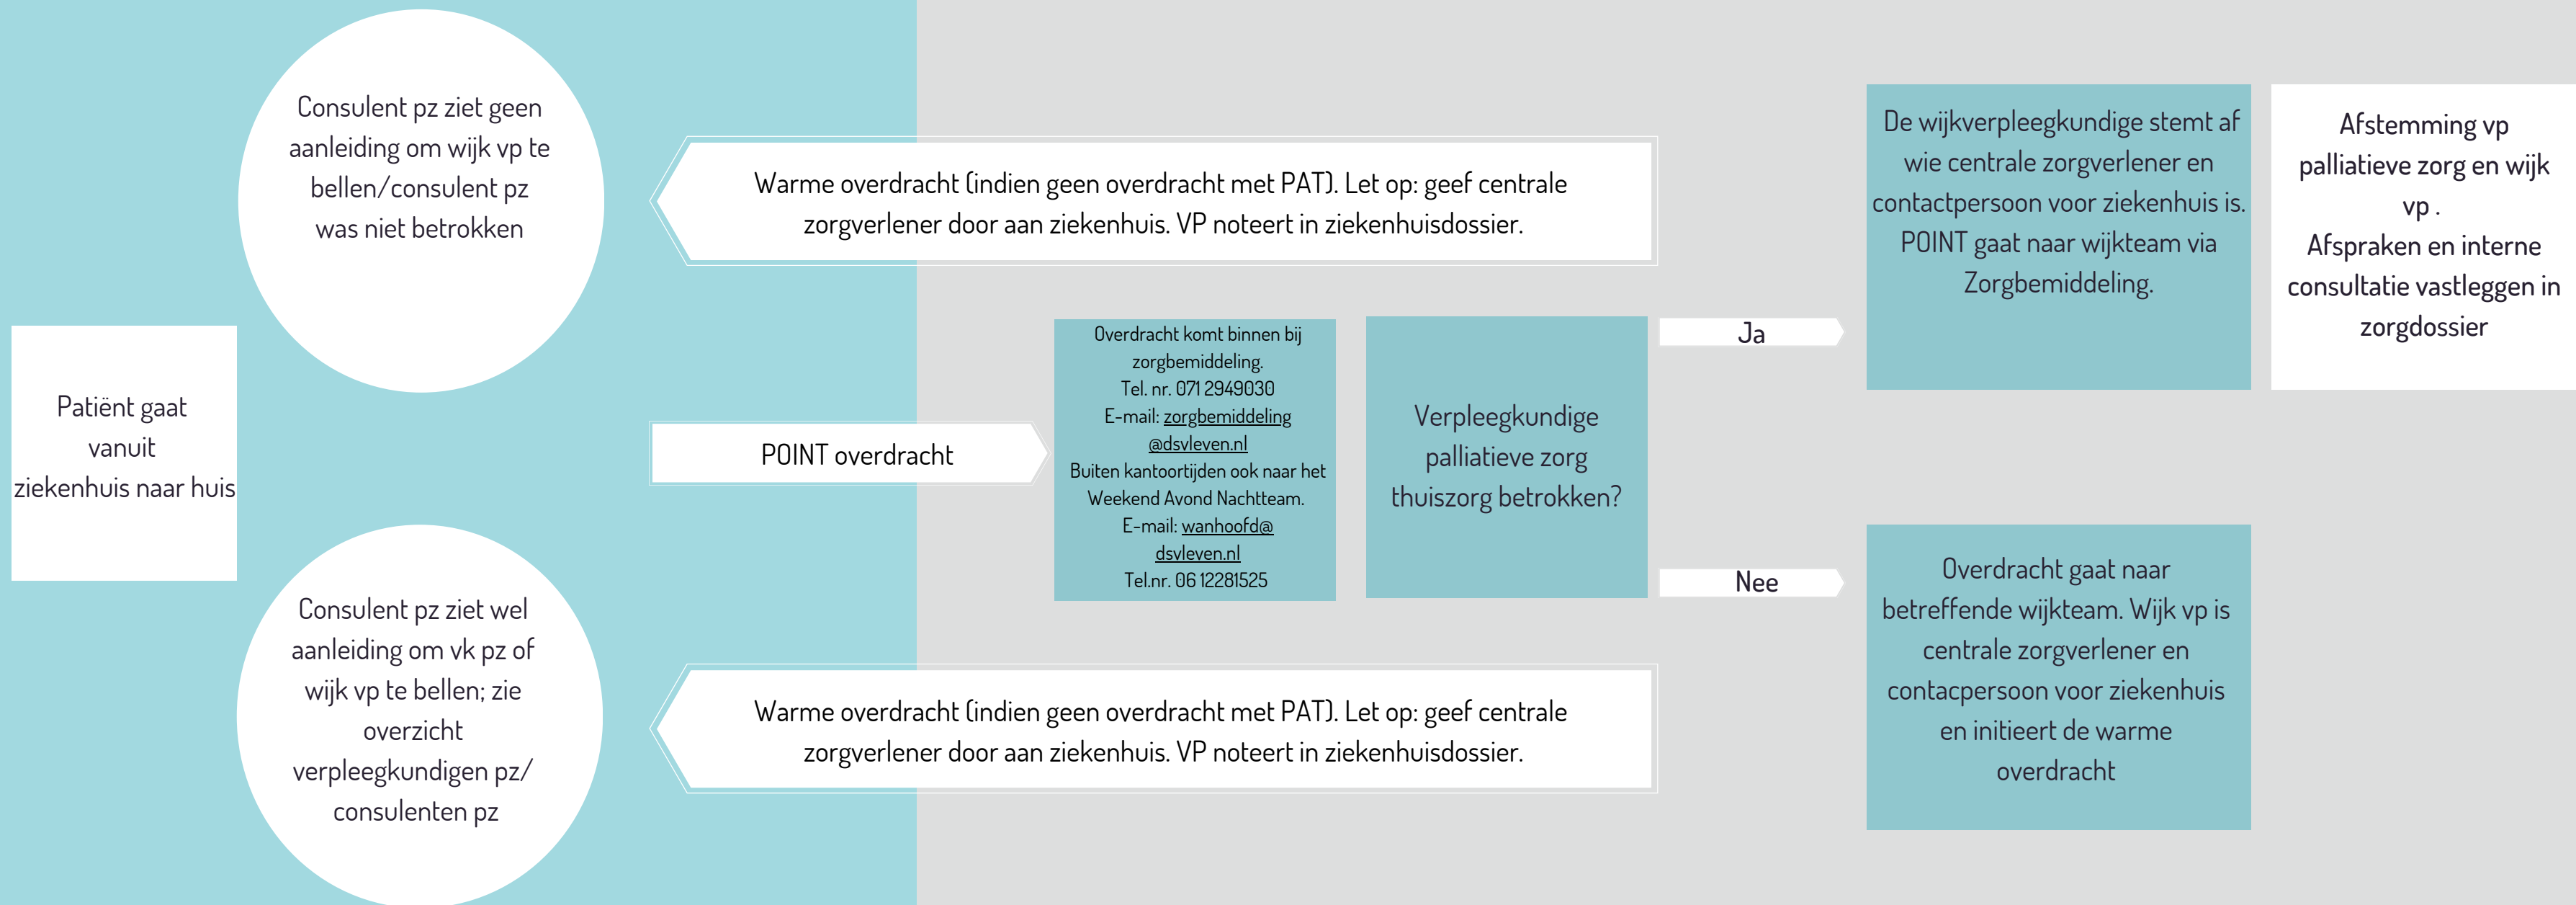 Patiënt gaat
vanuit
ziekenhuis naar huis
Consulent pz ziet geen
aanleiding om wijk vp te
bellen/consulent pz
was niet betrokken
Consulent pz ziet wel
aanleiding om vk pz of
wijk vp te bellen; zie
overzicht
verpleegkundigen pz/
consulenten pz
Warme overdracht (indien geen overdracht met PAT). Let op: geef centrale
zorgverlener door aan ziekenhuis. VP noteert in ziekenhuisdossier.
POINT overdracht
Warme overdracht (indien geen overdracht met PAT). Let op: geef centrale
zorgverlener door aan ziekenhuis. VP noteert in ziekenhuisdossier.
Overdracht komt binnen bij
zorgbemiddeling.
Tel. nr. 071 2949030
E-mail: zorgbemiddeling
@dsvleven.nl
Buiten kantoortijden ook naar het
Weekend Avond Nachtteam.
E-mail: wanhoofd@
dsvleven.nl
Tel.nr. 06 12281525
Verpleegkundige
palliatieve zorg
thuiszorg betrokken?
Ja
Nee
De wijkverpleegkundige stemt af
wie centrale zorgverlener en
contactpersoon voor ziekenhuis is.
POINT gaat naar wijkteam via
Zorgbemiddeling.
Afstemming vp
palliatieve zorg en wijk
vp .
Afspraken en interne
consultatie vastleggen in
zorgdossier
Overdracht gaat naar
betreffende wijkteam. Wijk vp is
centrale zorgverlener en
contacpersoon voor ziekenhuis
en initieert de warme
overdracht